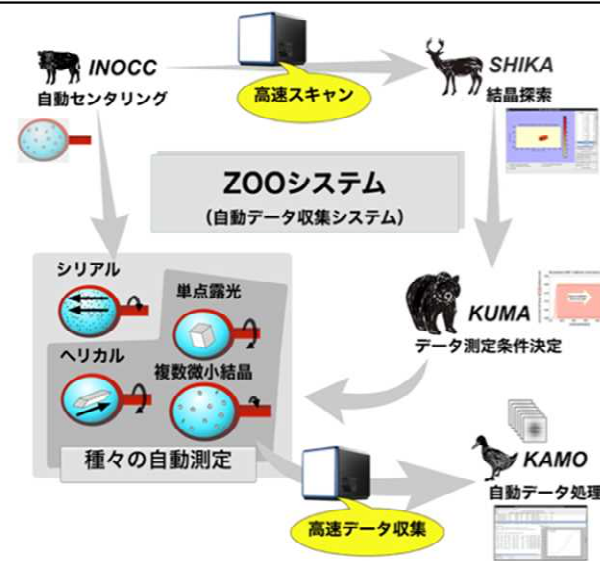 INOCC
自動センタリング
高速スキャン
SHIKA
結晶探索
ZOOシステム
(自動データ収集システム)
シリアル
単点露光
ヘリカル
複数微小結晶
種々の自動測定
KUMA
データ測定条件決定
高速データ収集
KAMO
自動データ処理